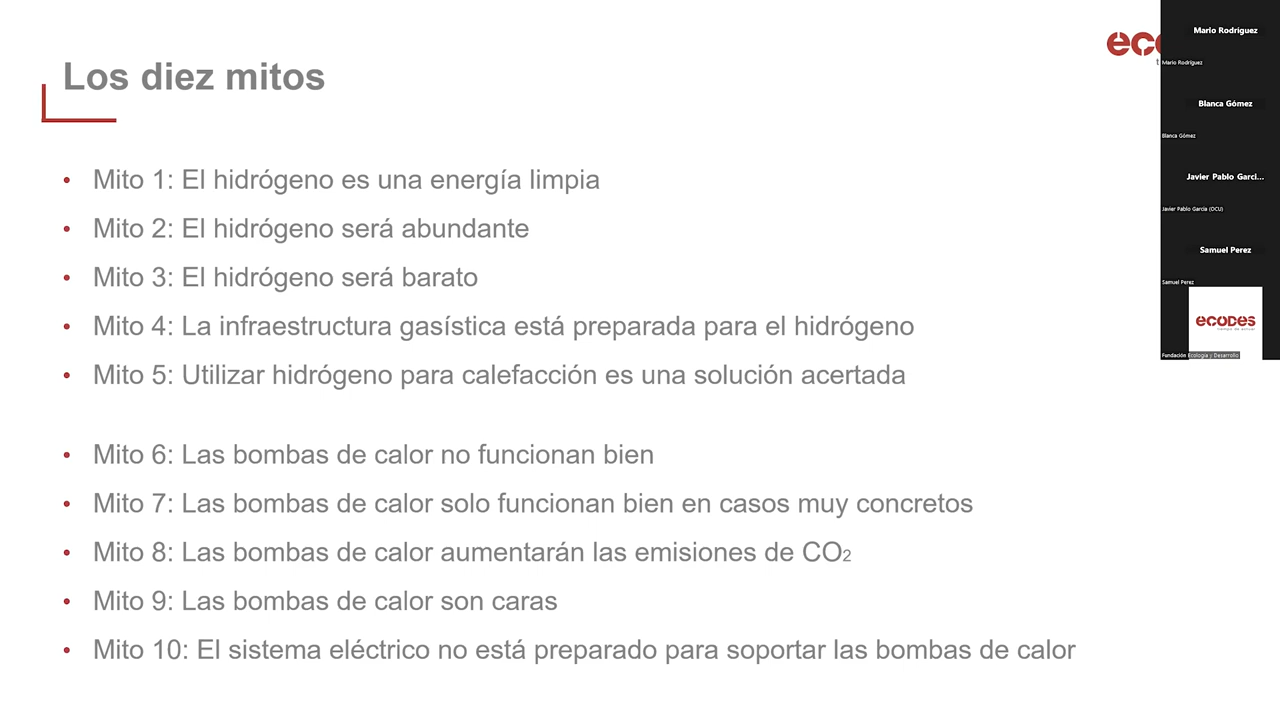 Los diez mitos
• Mito 1: El hidrógeno es una energía limpia
• Mito 2: El hidrógeno será abundante
• Mito 3: El hidrógeno será barato
• Mito 4: La infraestructura gasística está preparada para el hidrógeno
• Mito 5: Utilizar hidrógeno para calefacción es una solución acertada
• Mito 6: Las bombas de calor no funcionan bien
• Mito 7: Las bombas de calor solo funcionan bien en casos muy concretos
• Mito 8: Las bombas de calor aumentarán las emisiones de CO₂
• Mito 9: Las bombas de calor son caras
• Mito 10: El sistema eléctrico no está preparado para soportar las bombas de calor
eco
t
Mario Rodríguez
Mario Rodríguez
Blanca Gómez
Blanca Gómez
Javier Pablo Garci...
Javier Pablo Garcia (OCU)
Samuel Perez
Samuel Perez
ecodes
tiempo de actuar
Fundación Ecología y Desarrollo